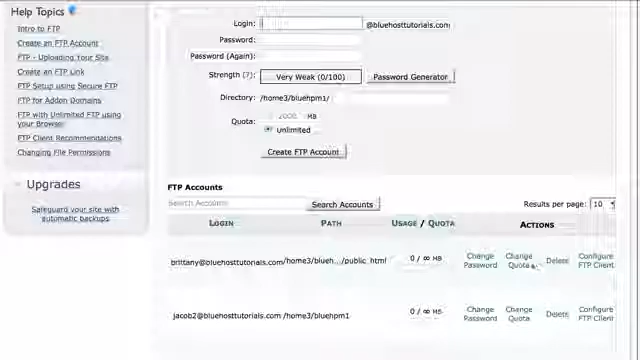 Help Topics
Intro to FTP
Create an FTP Account
FTP - Uploading Your Site
Create an FTP Link
FTP Setup using Secure FTP
FTP for Addon Domains
FTP with Unlimited FTP using
your Browser
FTP Client Recommendations
Changing File Permissions
Upgrades
Safeguard your site with
automatic backups
Login: @bluehosttutorials.com
Password:
Password (Again):
Strength (?): Very Weak (0/100) Password Generator
Directory: /home3/bluehpm1/
Quota: 2000 MB
Unlimited
Create FTP Account
FTP Accounts
Search Accounts Search Accounts Results per page: 10
LOGIN PATH USAGE / QUOTA ACTIONS
brittany@bluehosttutorials.com /home3/blueh.../public_html 0 / ∞ MB Change Password Change Quota Delete Configure FTP Client
jacob2@bluehosttutorials.com /home3/bluehpm1 0 / ∞ MB Change Password Change Quota Delete Configure FTP Client